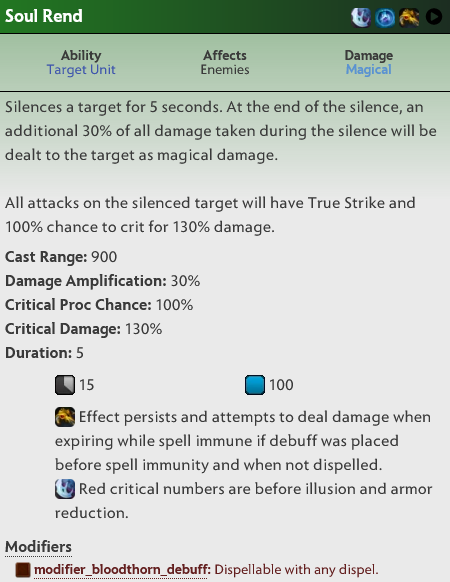 Soul Rend
Ability Affects Damage
Target Unit Enemies Magical
Silences a target for 5 seconds. At the end of the silence, an
additional 30% of all damage taken during the silence will be
dealt to the target as magical damage.
All attacks on the silenced target will have True Strike and
100% chance to crit for 130% damage.
Cast Range: 900
Damage Amplification: 30%
Critical Proc Chance: 100%
Critical Damage: 130%
Duration: 5
15 100
Effect persists and attempts to deal damage when
expiring while spell immune if debuff was placed
before spell immunity and when not dispelled.
Red critical numbers are before illusion and armor
reduction.
Modifiers
modifier_bloodthorn_debuff: Dispellable with any dispel.